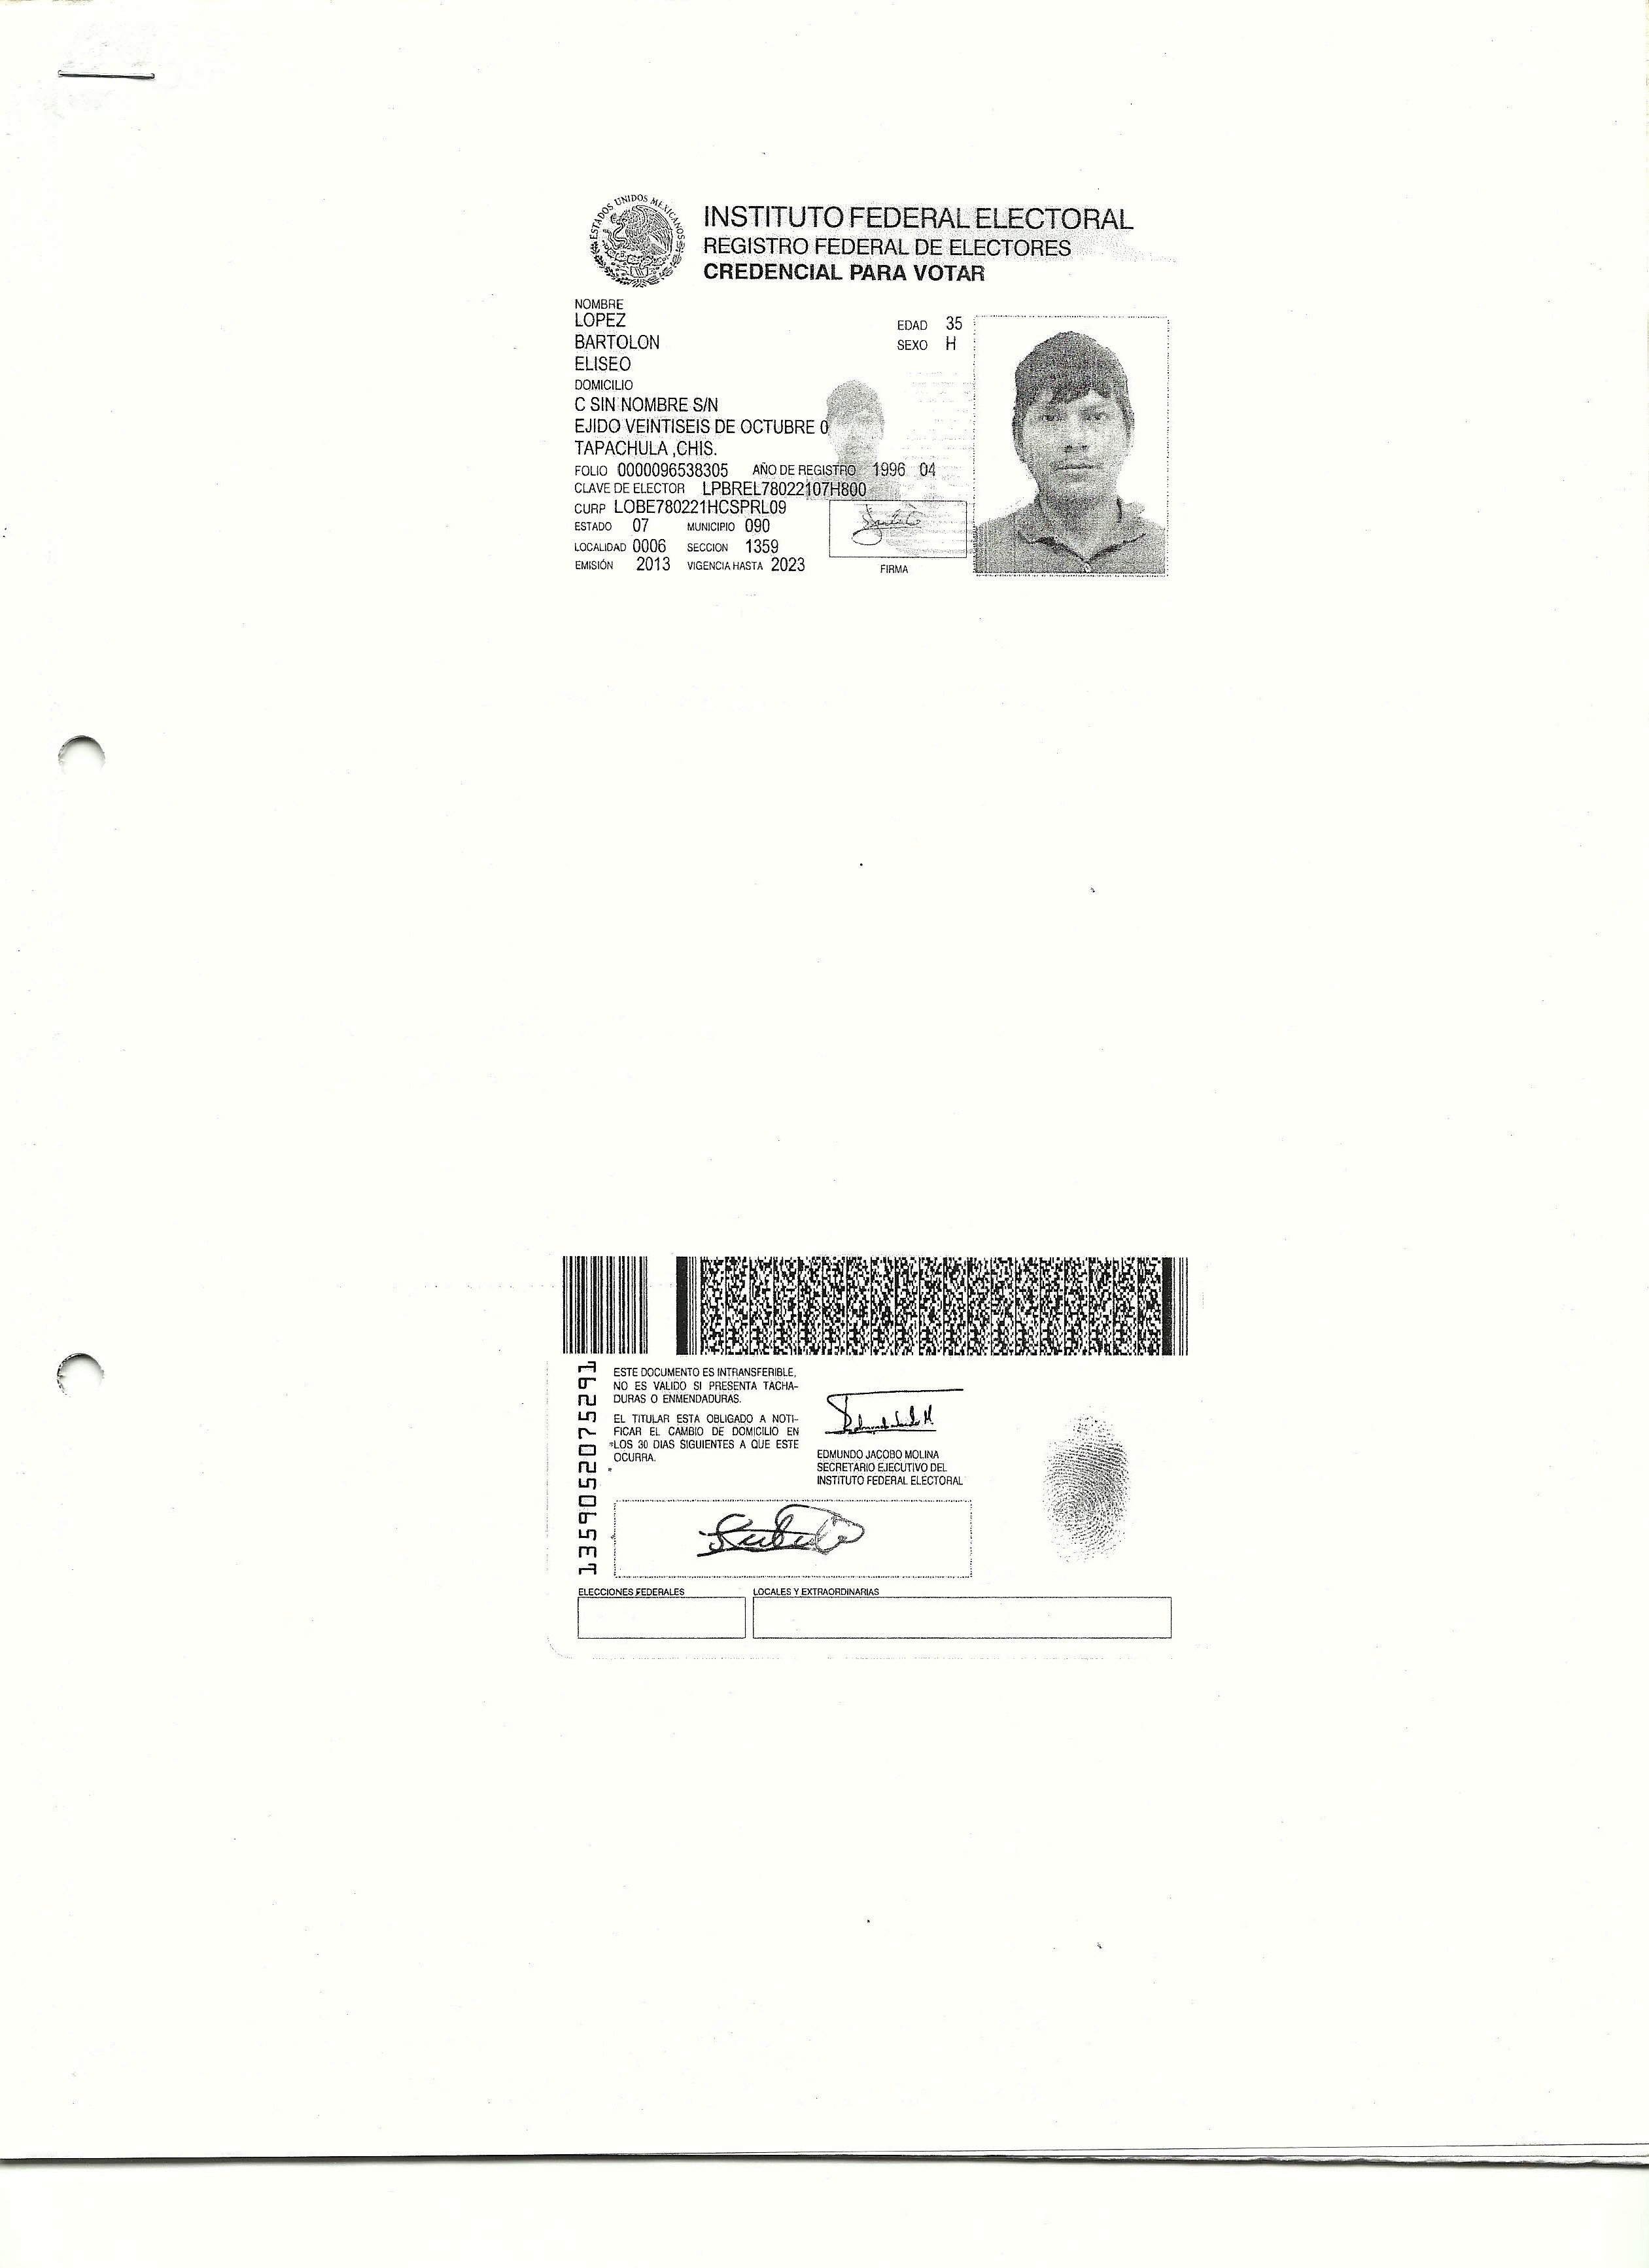 ESTADOS UNIDOS MEXICANOS
INSTITUTO FEDERAL ELECTORAL
REGISTRO FEDERAL DE ELECTORES
CREDENCIAL PARA VOTAR
NOMBRE
LOPEZ
BARTOLON
ELISEO
EDAD 35
SEXO H
DOMICILIO
C SIN NOMBRE S/N
EJIDO VEINTISEIS DE OCTUBRE 0
TAPACHULA ,CHIS.
FOLIO 0000096538305 AÑO DE REGISTRO 1996 04
CLAVE DE ELECTOR LPBREL78022107H800
CURP LOBE780221HCSPRL09
ESTADO 07 MUNICIPIO 090
LOCALIDAD 0006 SECCION 1359
EMISIÓN 2013 VIGENCIA HASTA 2023
FIRMA
1359052075291
ESTE DOCUMENTO ES INTRANSFERIBLE,
NO ES VALIDO SI PRESENTA TACHA-
DURAS O ENMENDADURAS.
EL TITULAR ESTA OBLIGADO A NOTI-
FICAR EL CAMBIO DE DOMICILIO EN
LOS 30 DIAS SIGUIENTES A QUE ESTE
OCURRA.
EDMUNDO JACOBO MOLINA
SECRETARIO EJECUTIVO DEL
INSTITUTO FEDERAL ELECTORAL
ELECCIONES FEDERALES
LOCALES Y EXTRAORDINARIAS